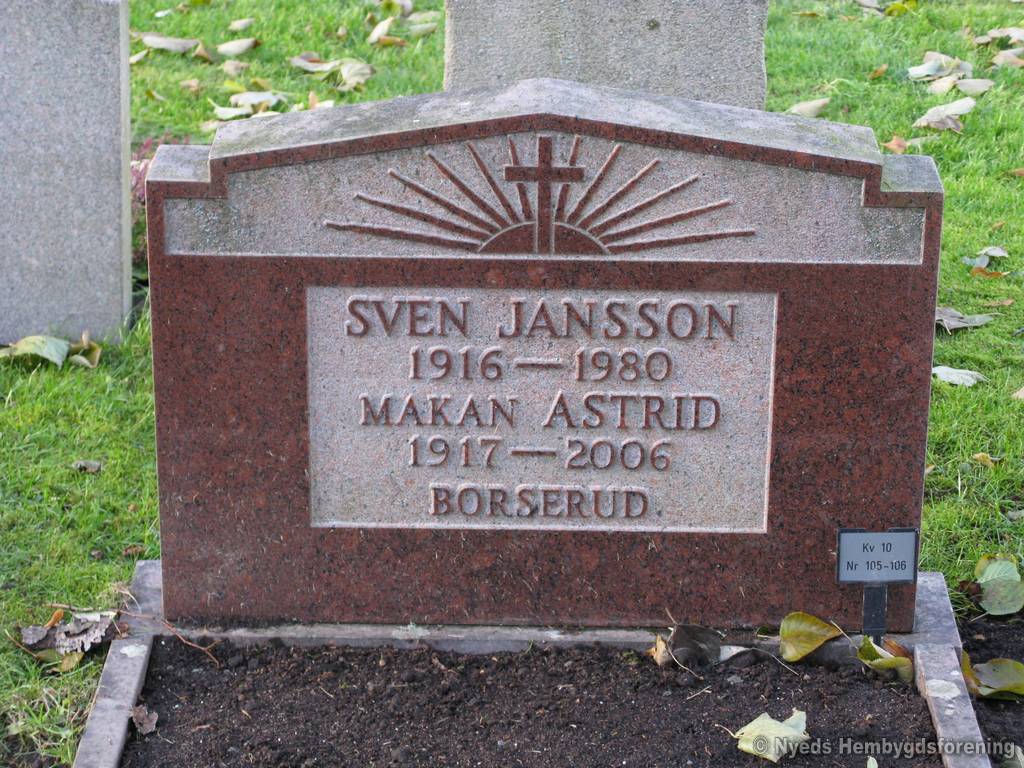 SVEN JANSSON
1916 — 1980
MAKAN ASTRID
1917 — 2006
BORSERUD
Kv 10
Nr 105-106
© Nyeds Hembygdsförening